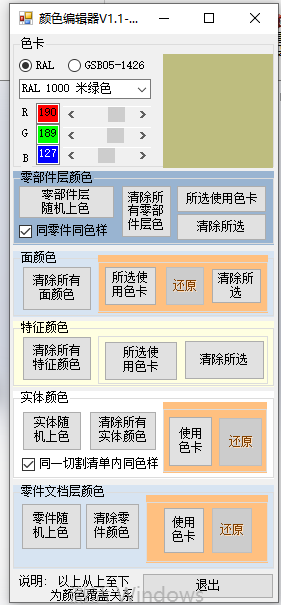 颜色编辑器V1.1-...
色卡
RAL GSB05-1426
RAL 1000 米绿色
R 190
G 189
B 127
零部件层颜色
零部件层
随机上色
清除所
有零部
件层色
所选使用色卡
清除所选
同零件同色样
面颜色
清除所有
面颜色
所选使
用色卡
还原
清除所
选
特征颜色
清除所有
特征颜色
所选使
用色卡
清除所选
实体颜色
实体随
机上色
清除所有
实体颜色
使用
色卡
还原
同一切割清单内同色样
零件文档层颜色
零件随
机上色
清除零
件颜色
使用
色卡
还原
说明: 以上从上至下
为颜色覆盖关系
退出
Windows